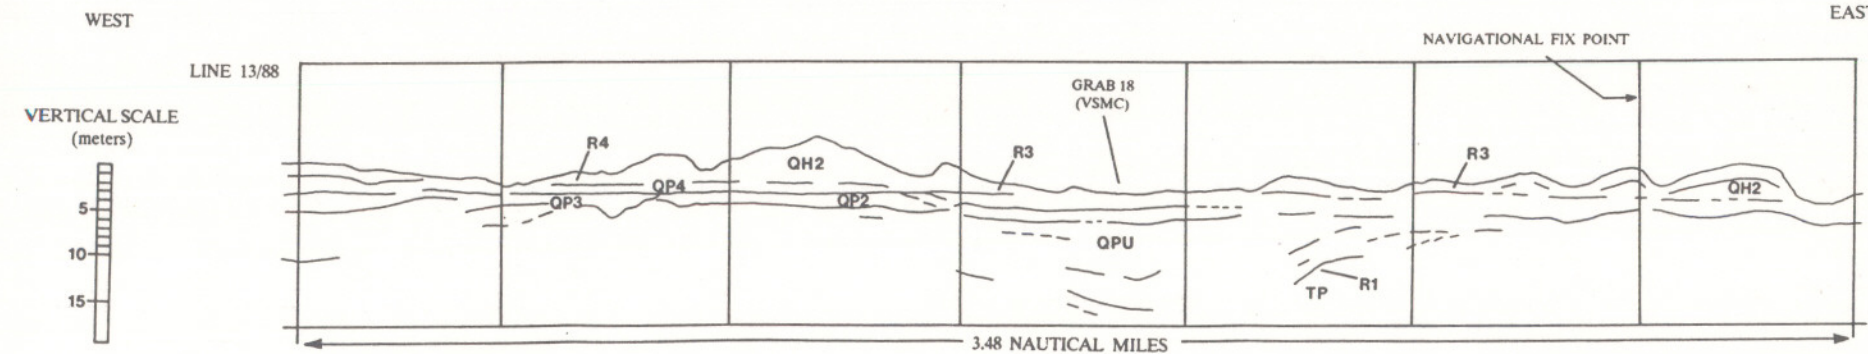 WEST
EAST
NAVIGATIONAL FIX POINT
LINE 13/88
GRAB 18
(VSMC)
VERTICAL SCALE
(meters)
R4
QH2
R3
R3
QP4
QH2
QP3
QP2
5
QPU
10
R1
TP
15
3.48 NAUTICAL MILES